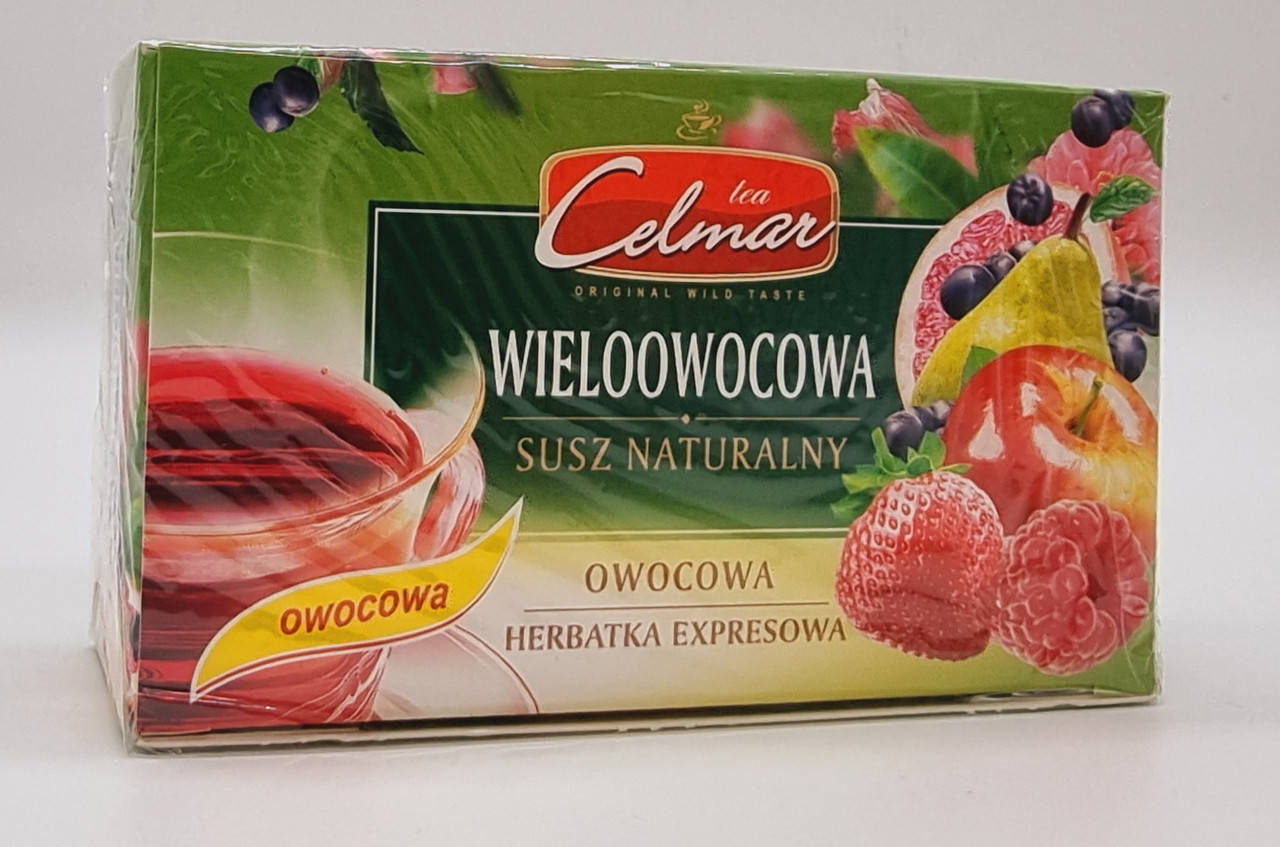 tea
Celmar
ORIGINAL WILD TASTE
WIELOOWOCOWA
SUSZ NATURALNY
OWOCOWA
HERBATKA EXPRESOWA
owocowa